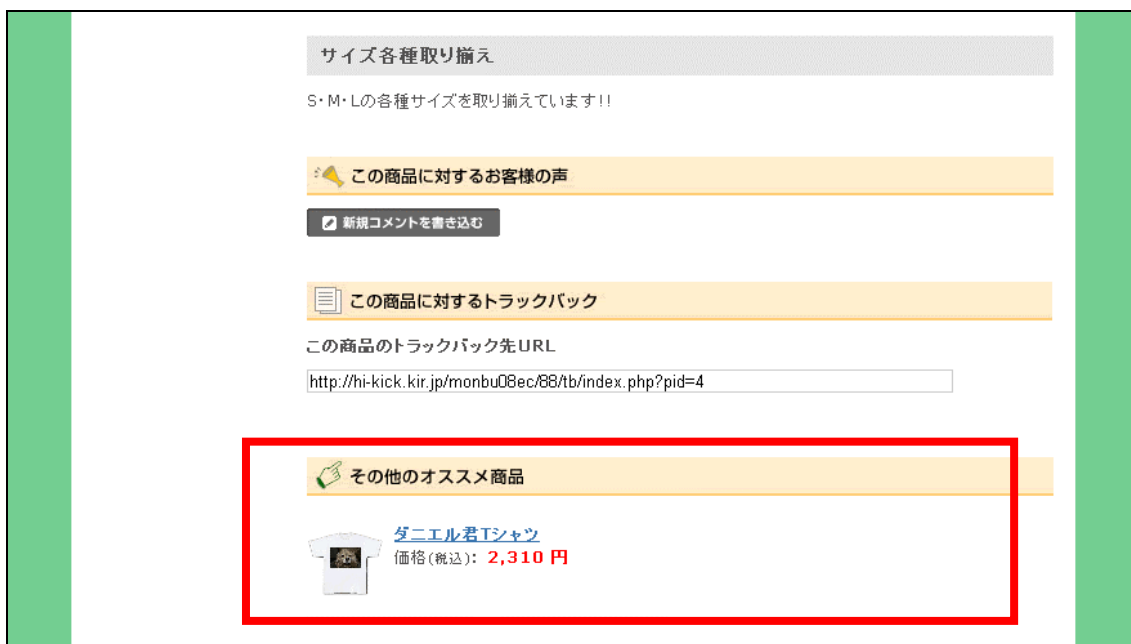 サイズ各種取り揃え
S・M・Lの各種サイズを取り揃えています!!
この商品に対するお客様の声
新規コメントを書き込む
この商品に対するトラックバック
この商品のトラックバック先URL
http://hi-kick.kir.jp/monbu08ec/88/tb/index.php?pid=4
その他のオススメ商品
ダニエル君Tシャツ
価格(税込): 2,310 円